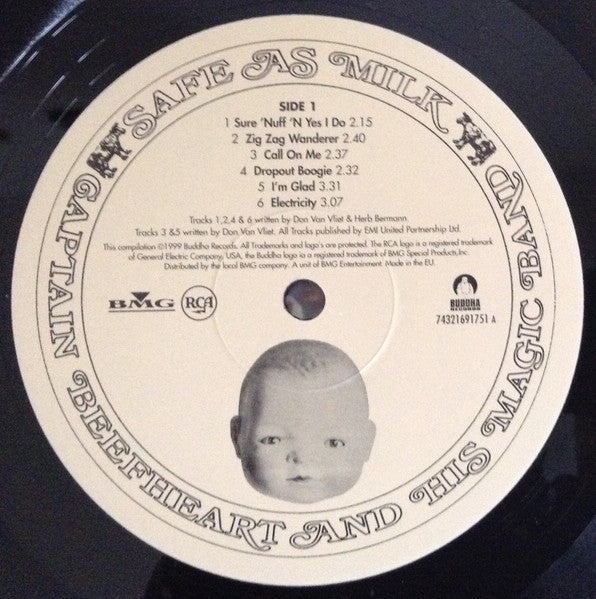 SAFE AS MILK
CAPTAIN BEEFHEART AND HIS MAGIC BAND
SIDE 1
1 Sure 'Nuff 'N Yes I Do 2.15
2 Zig Zag Wanderer 2.40
3 Call On Me 2.37
4 Dropout Boogie 2.32
5 I'm Glad 3.31
6 Electricity 3.07
Tracks 1,2,4 & 6 written by Don Van Vliet & Herb Bermann.
Tracks 3 &5 written by Don Van Vliet. All Tracks published by EMI United Partnership Ltd.
This compilation ©1999 Buddha Records. All Trademarks and logo's are protected. The RCA logo is a registered trademark
of General Electric Company, USA, the Buddha logo ia a registered trademark of BMG Special Products,Inc.
Distributed by the local BMG company. A unit of BMG Entertainment. Made in the EU.
BMG
RCA
BUDDHA
RECORDS
74321691751 A